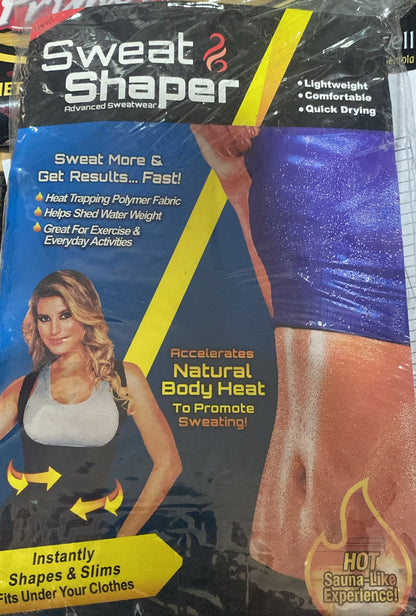 Sweat
Shaper
Advanced Sweatwear
• Lightweight
• Comfortable
• Quick Drying
Sweat More &
Get Results... Fast!
Heat Trapping Polymer Fabric
Helps Shed Water Weight
Great For Exercise &
Everyday Activities
Accelerates
Natural
Body Heat
To Promote
Sweating!
Instantly
Shapes & Slims
Fits Under Your Clothes
HOT
Sauna-Like
Experience!